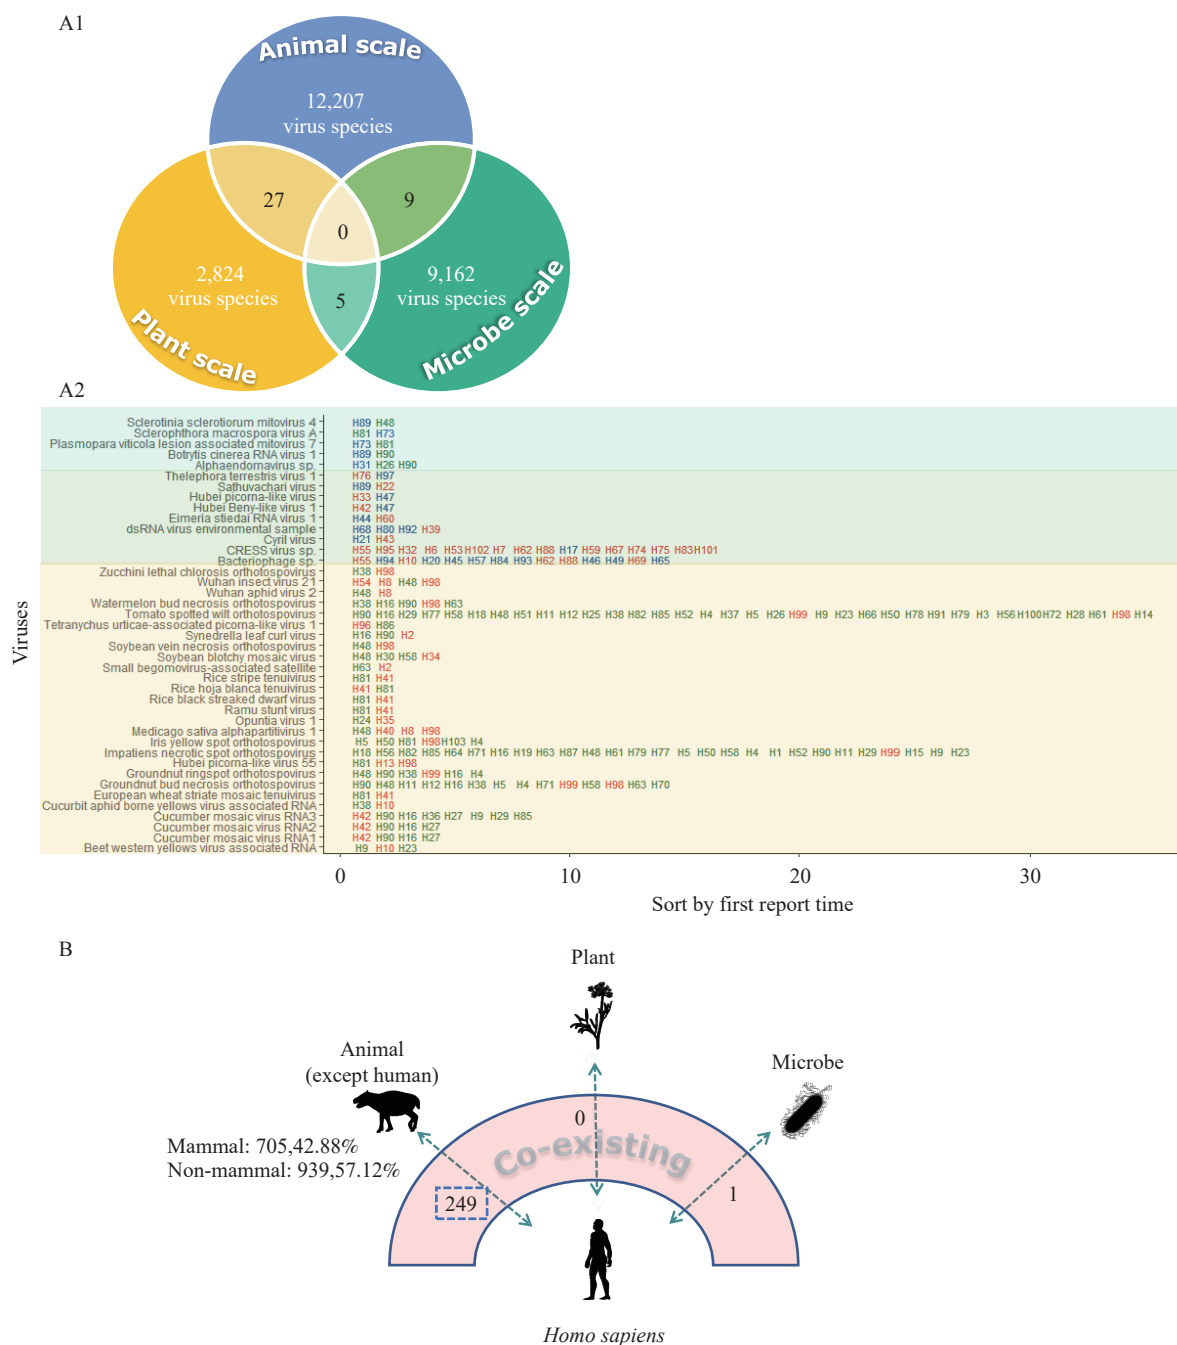 A1
Animal scale
12,207
virus species
27
9
0
2,824
virus species
9,162
virus species
5
Plant scale
Microbe scale
A2
Viruses
Sclerotinia sclerotiorum mitovirus 4 H89 H48
Sclerophthora macrospora virus A H81 H73
Plasmopara viticola lesion associated mitovirus 7 H73 H81
Botrytis cinerea RNA virus 1 H89 H90
Alphaendornavirus sp. H31 H26 H90
Thelephora terrestris virus 1 H76 H97
Sathuvachari virus H89 H22
Hubei picorna-like virus H33 H47
Hubei Beny-like virus 1 H42 H47
Eimeria stiedai RNA virus 1 H44 H60
dsRNA virus environmental sample H68 H80 H92 H39
Cyril virus H21 H43
CRESS virus sp. H55 H95 H32 H6 H53 H102 H7 H62 H88 H17 H59 H67 H74 H75 H83 H101
Bacteriophage sp. H55 H94 H10 H20 H45 H57 H84 H93 H62 H88 H46 H49 H69 H65
Zucchini lethal chlorosis orthotospovirus H38 H98
Wuhan insect virus 21 H54 H8 H48 H98
Wuhan aphid virus 2 H48 H8
Watermelon bud necrosis orthotospovirus H38 H16 H90 H98 H63
Tomato spotted wilt orthotospovirus H90 H16 H29 H77 H58 H18 H48 H51 H11 H12 H25 H38 H82 H85 H52 H4 H37 H5 H26 H99 H9 H23 H66 H50 H78 H91 H79 H3 H56 H100 H72 H28 H61 H98 H14
Tetranychus urticae-associated picorna-like virus 1 H96 H86
Synedrella leaf curl virus H16 H90 H2
Soybean vein necrosis orthotospovirus H48 H98
Soybean blotchy mosaic virus H48 H30 H58 H34
Small begomovirus-associated satellite H63 H2
Rice stripe tenuivirus H81 H41
Rice hoja blanca tenuivirus H41 H81
Rice black streaked dwarf virus H81 H41
Ramu stunt virus H81 H41
Opuntia virus 1 H24 H35
Medicago sativa alphapartitivirus 1 H48 H40 H8 H98
Iris yellow spot orthotospovirus H5 H50 H81 H98 H103 H4
Impatiens necrotic spot orthotospovirus H18 H56 H82 H85 H64 H71 H16 H19 H63 H87 H48 H61 H79 H77 H5 H50 H58 H4 H1 H52 H90 H11 H29 H99 H15 H9 H23
Hubei picorna-like virus 55 H81 H13 H98
Groundnut ringspot orthotospovirus H48 H90 H38 H99 H16 H4
Groundnut bud necrosis orthotospovirus H90 H48 H11 H12 H16 H38 H5 H4 H71 H99 H58 H98 H63 H70
European wheat striate mosaic tenuivirus H81 H41
Cucurbit aphid borne yellows virus associated RNA H38 H10
Cucumber mosaic virus RNA3 H42 H90 H16 H36 H27 H9 H29 H85
Cucumber mosaic virus RNA2 H42 H90 H16 H27
Cucumber mosaic virus RNA1 H42 H90 H16 H27
Beet western yellows virus associated RNA H9 H10 H23
0 10 20 30
Sort by first report time
B
Plant
Animal
(except human)
Microbe
Mammal: 705,42.88%
Non-mammal: 939,57.12%
0
Co-existing
249
1
Homo sapiens